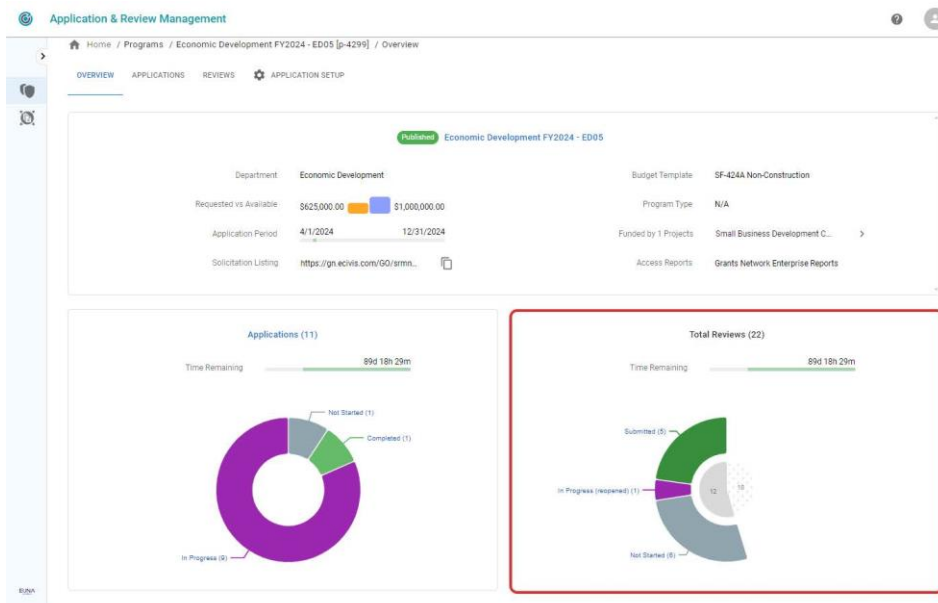 Application & Review Management
Home / Programs / Economic Development FY2024 - ED05 [p-4299] / Overview
OVERVIEW APPLICATIONS REVIEWS APPLICATION SETUP
Published Economic Development FY2024 - ED05
Department Economic Development Budget Template SF-424A Non-Construction
Requested vs Available $625,000.00 $1,000,000.00 Program Type N/A
Application Period 4/1/2024 12/31/2024 Funded by 1 Projects Small Business Development C...
Solicitation Listing https://gn.ecivis.com/GO/srmn... Access Reports Grants Network Enterprise Reports
Applications (11)
Time Remaining 89d 18h 29m
Not Started (1)
Completed (1)
In Progress (9)
Total Reviews (22)
Time Remaining 89d 18h 29m
Submitted (5)
In Progress (reopened) (1)
12
Not Started (6)
EUNA